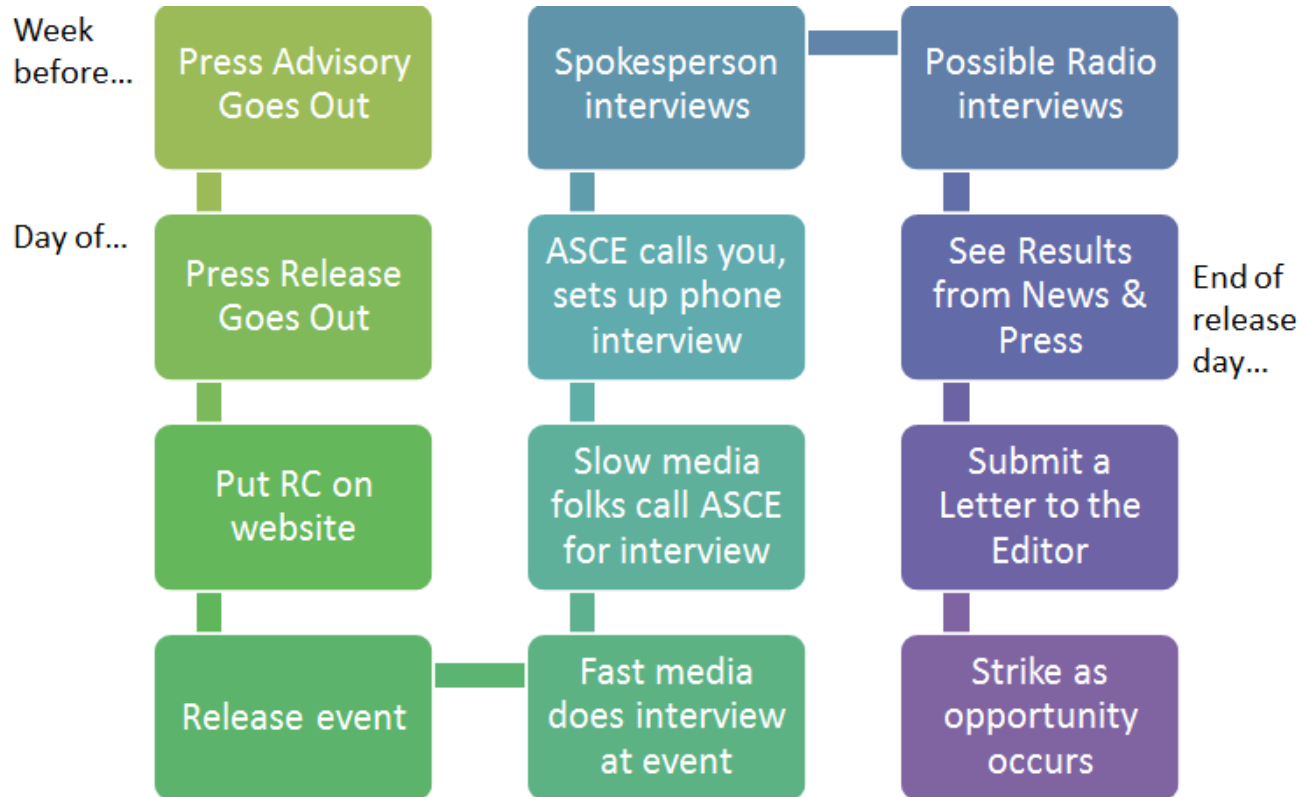 Week
before...
Press Advisory
Goes Out
Day of...
Press Release
Goes Out
Put RC on
website
Release event
Fast media
does interview
at event
Slow media
folks call ASCE
for interview
ASCE calls you,
sets up phone
interview
Spokesperson
interviews
Possible Radio
interviews
See Results
from News &
Press
End of
release
day...
Submit a
Letter to the
Editor
Strike as
opportunity
occurs